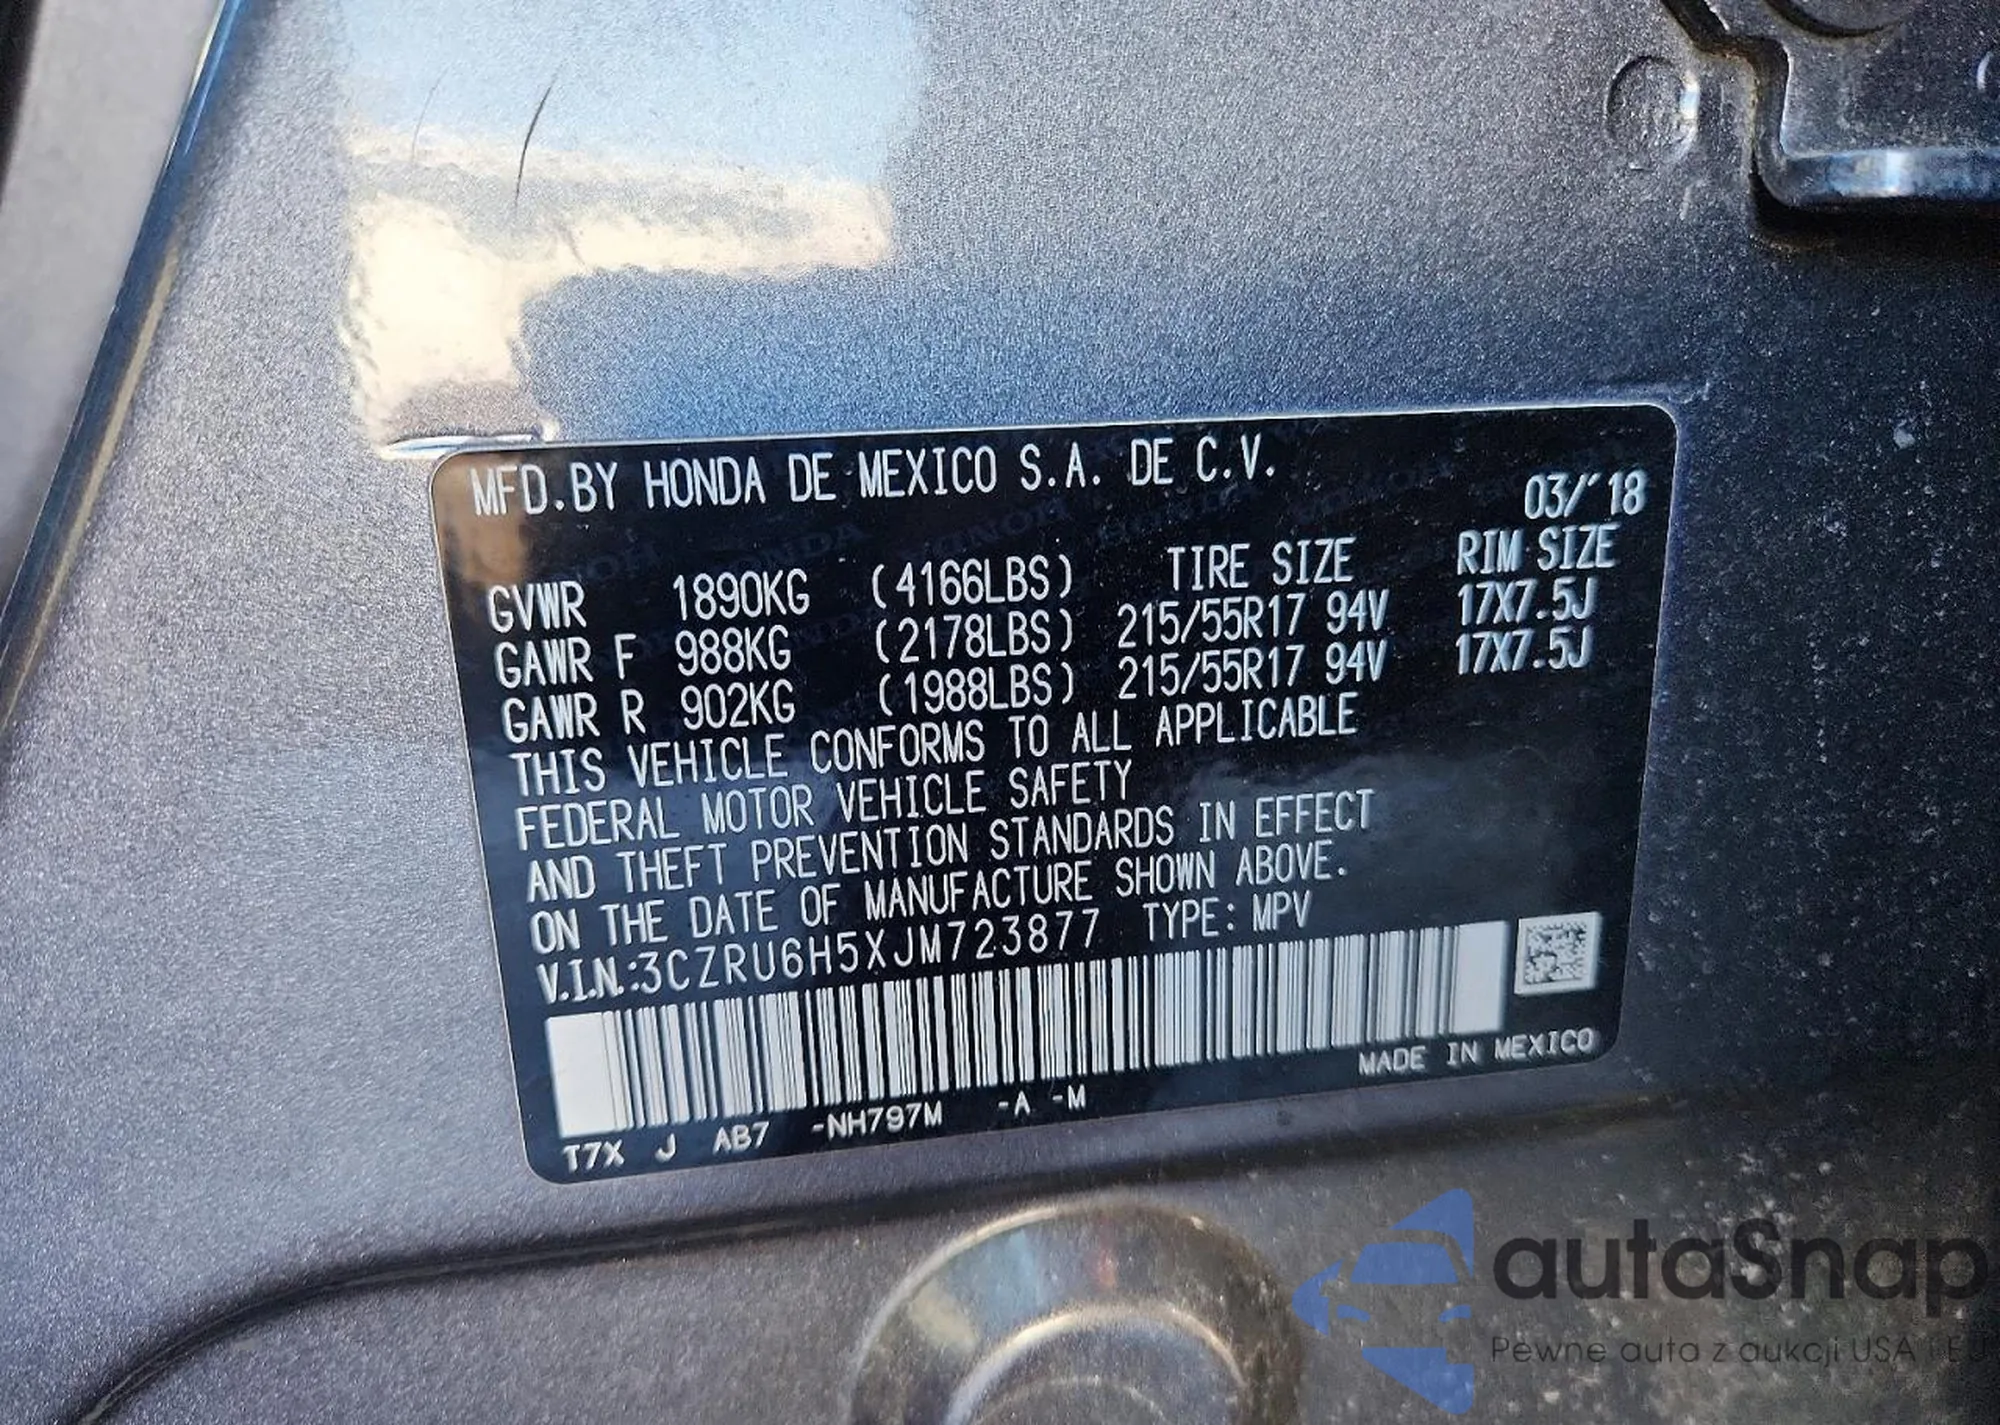 MFD.BY HONDA DE MEXICO S.A. DE C.V.
03/'18
GVWR 1890KG (4166LBS) TIRE SIZE RIM SIZE
GAWR F 988KG (2178LBS) 215/55R17 94V 17X7.5J
GAWR R 902KG (1988LBS) 215/55R17 94V 17X7.5J
THIS VEHICLE CONFORMS TO ALL APPLICABLE
FEDERAL MOTOR VEHICLE SAFETY
AND THEFT PREVENTION STANDARDS IN EFFECT
ON THE DATE OF MANUFACTURE SHOWN ABOVE.
V.I.N.:3CZRU6H5XJM723877 TYPE: MPV
MADE IN MEXICO
T7X J AB7 -NH797M -A -M
autaSnap
Pewne auta z aukcji USA i EU